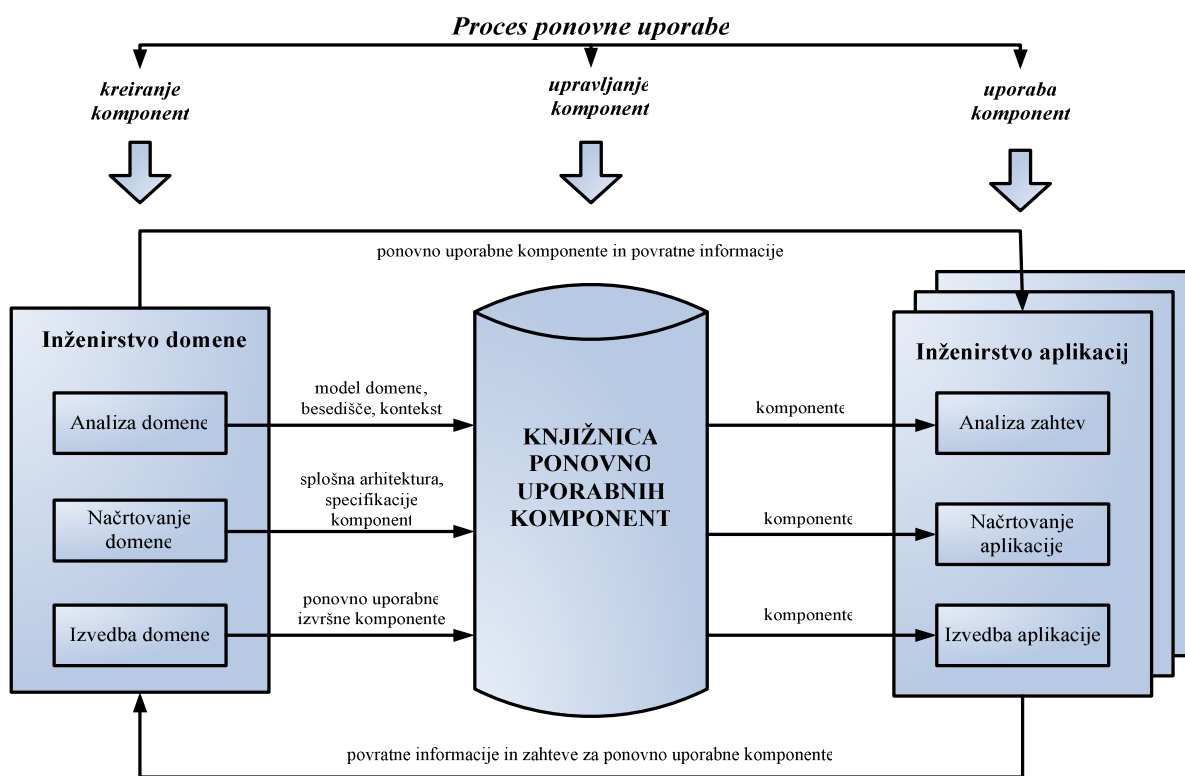 Proces ponovne uporabe
kreiranje
komponent
upravljanje
komponent
uporaba
komponent
ponovno uporabne komponente in povratne informacije
Inženirstvo domene
Analiza domene
Načrtovanje
domene
Izvedba domene
model domene,
besedišče, kontekst
splošna arhitektura,
specifikacije
komponent
ponovno uporabne
izvršne komponente
KNJIŽNICA
PONOVNO
UPORABNIH
KOMPONENT
komponente
komponente
komponente
Inženirstvo aplikacij
Analiza zahtev
Načrtovanje
aplikacije
Izvedba aplikacije
povratne informacije in zahteve za ponovno uporabne komponente